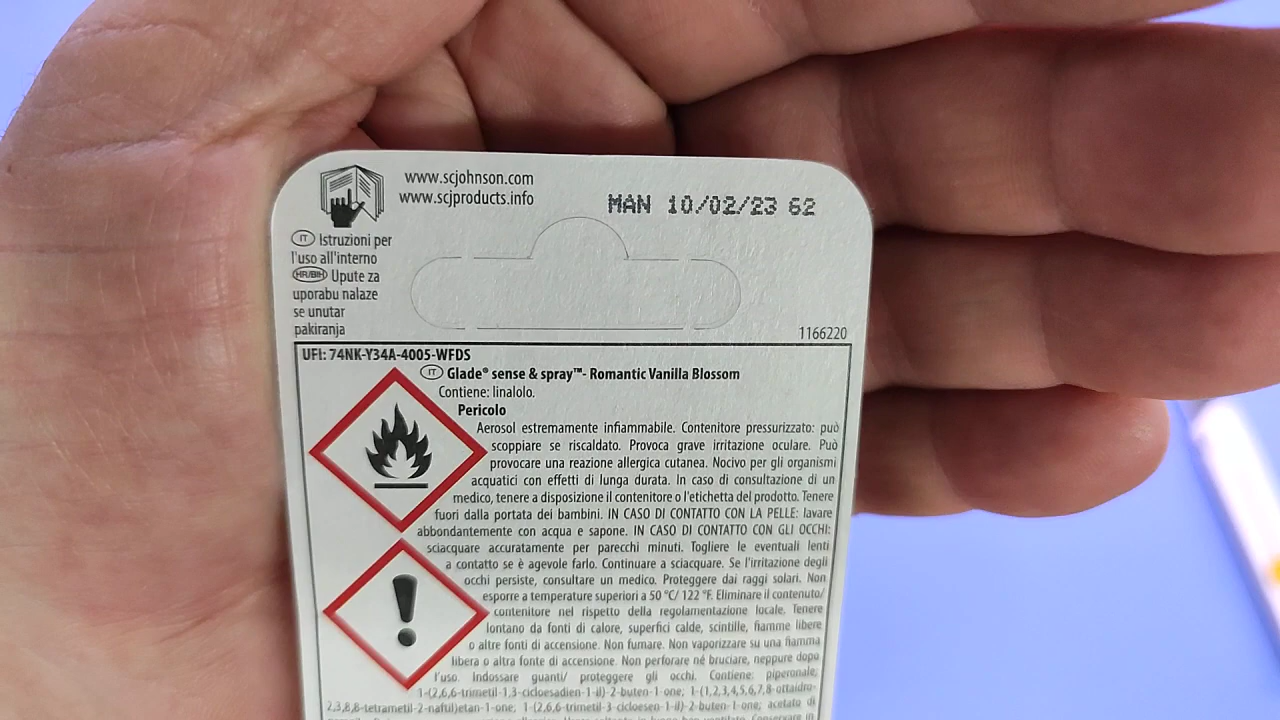 www.scjohnson.com
www.scjproducts.info
MAN 10/02/23 62
IT Istruzioni per
l'uso all'interno
HR/BIH Upute za
uporabu nalaze
se unutar
pakiranja
1166220
UFI: 74NK-Y34A-4005-WFDS
IT Glade® sense & spray™- Romantic Vanilla Blossom
Contiene: linalolo.
Pericolo
Aerosol estremamente infiammabile. Contenitore pressurizzato: può
scoppiare se riscaldato. Provoca grave irritazione oculare. Può
provocare una reazione allergica cutanea. Nocivo per gli organismi
acquatici con effetti di lunga durata. In caso di consultazione di un
medico, tenere a disposizione il contenitore o l'etichetta del prodotto. Tenere
fuori dalla portata dei bambini. IN CASO DI CONTATTO CON LA PELLE: lavare
abbondantemente con acqua e sapone. IN CASO DI CONTATTO CON GLI OCCHI:
sciacquare accuratamente per parecchi minuti. Togliere le eventuali lenti
a contatto se è agevole farlo. Continuare a sciacquare. Se l'irritazione degli
occhi persiste, consultare un medico. Proteggere dai raggi solari. Non
esporre a temperature superiori a 50 °C/ 122 °F. Eliminare il contenuto/
contenitore nel rispetto della regolamentazione locale. Tenere
lontano da fonti di calore, superfici calde, scintille, fiamme libere
o altre fonti di accensione. Non fumare. Non vaporizzare su una fiamma
libera o altra fonte di accensione. Non perforare né bruciare, neppure dopo
l'uso. Indossare guanti/ proteggere gli occhi. Contiene: piperonale;
1-(2,6,6-trimetil-1,3-cicloesadien-1-il)-2-buten-1-one; 1-(1,2,3,4,5,6,7,8-ottaidro-
2,3,8,8-tetrametil-2-naful)etan-1-one; 1-(2,6,6-trimetil-3-cicloesen-1-il)-2-buten-1-one; acetato di